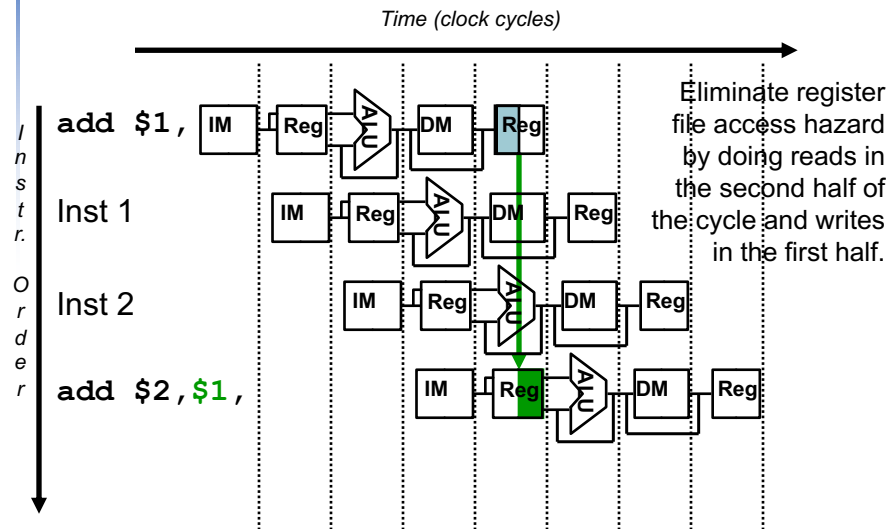 Time (clock cycles)
Instr. Order
add $1, IM Reg ALU DM Reg
Eliminate register
file access hazard
by doing reads in
the second half of
the cycle and writes
in the first half.
Inst 1 IM Reg ALU DM Reg
Inst 2 IM Reg ALU DM Reg
add $2,$1, IM Reg ALU DM Reg